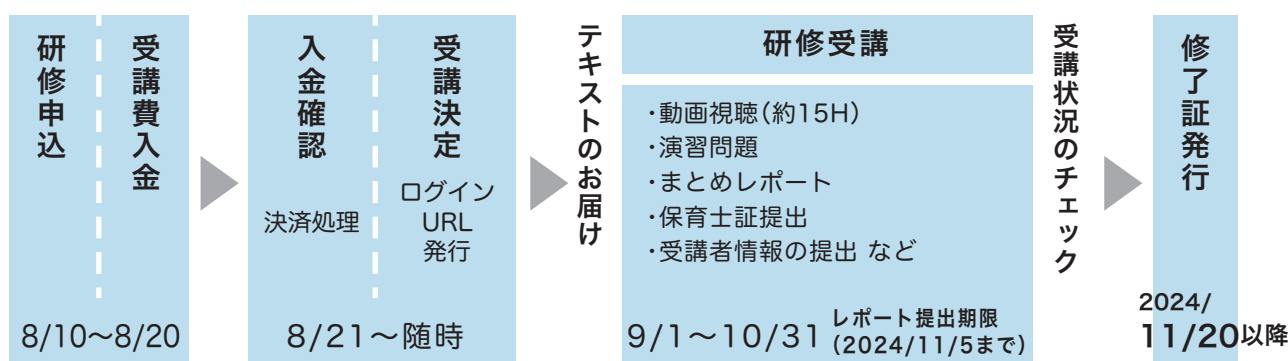 研修申込
受講費入金
8/10～8/20
入金確認
決済処理
受講決定
ログイン
URL
発行
8/21～随時
テキストのお届け
研修受講
・動画視聴（約15H）
・演習問題
・まとめレポート
・保育士証提出
・受講者情報の提出 など
9/1～10/31
レポート提出期限
（2024/11/5まで）
受講状況のチェック
修了証発行
2024/
11/20以降